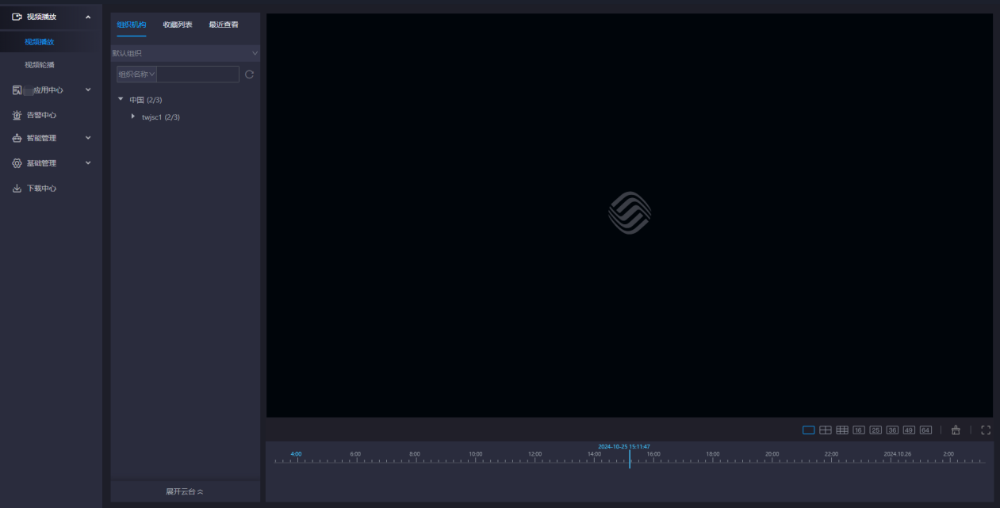 视频播放
视频播放
视频轮播
应用中心
告警中心
智能管理
基础管理
下载中心
组织机构 收藏列表 最近查看
默认组织
组织名称
中国 (2/3)
twjsc1 (2/3)
展开云台
16 25 36 49 64
2024-10-25 15:11:47
4:00 6:00 8:00 10:00 12:00 14:00 16:00 18:00 20:00 22:00 2024.10.26 2:00